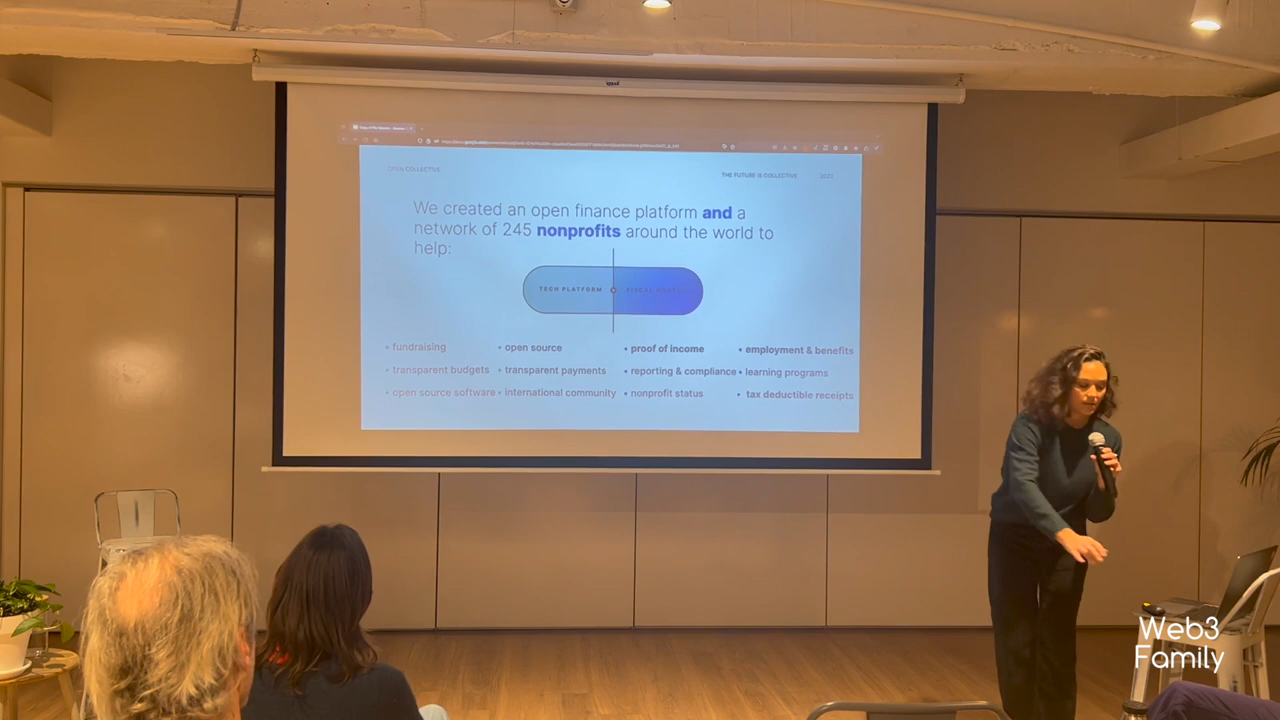 OPEN COLLECTIVE
THE FUTURE IS COLLECTIVE 2023
We created an open finance platform and a
network of 245 nonprofits around the world to
help:
TECH PLATFORM
FISCAL
• fundraising
• open source
• proof of income
• employment & benefits
• transparent budgets
• transparent payments
• reporting & compliance
• learning programs
• open source software
• international community
• nonprofit status
• tax deductible receipts
Web3
Family